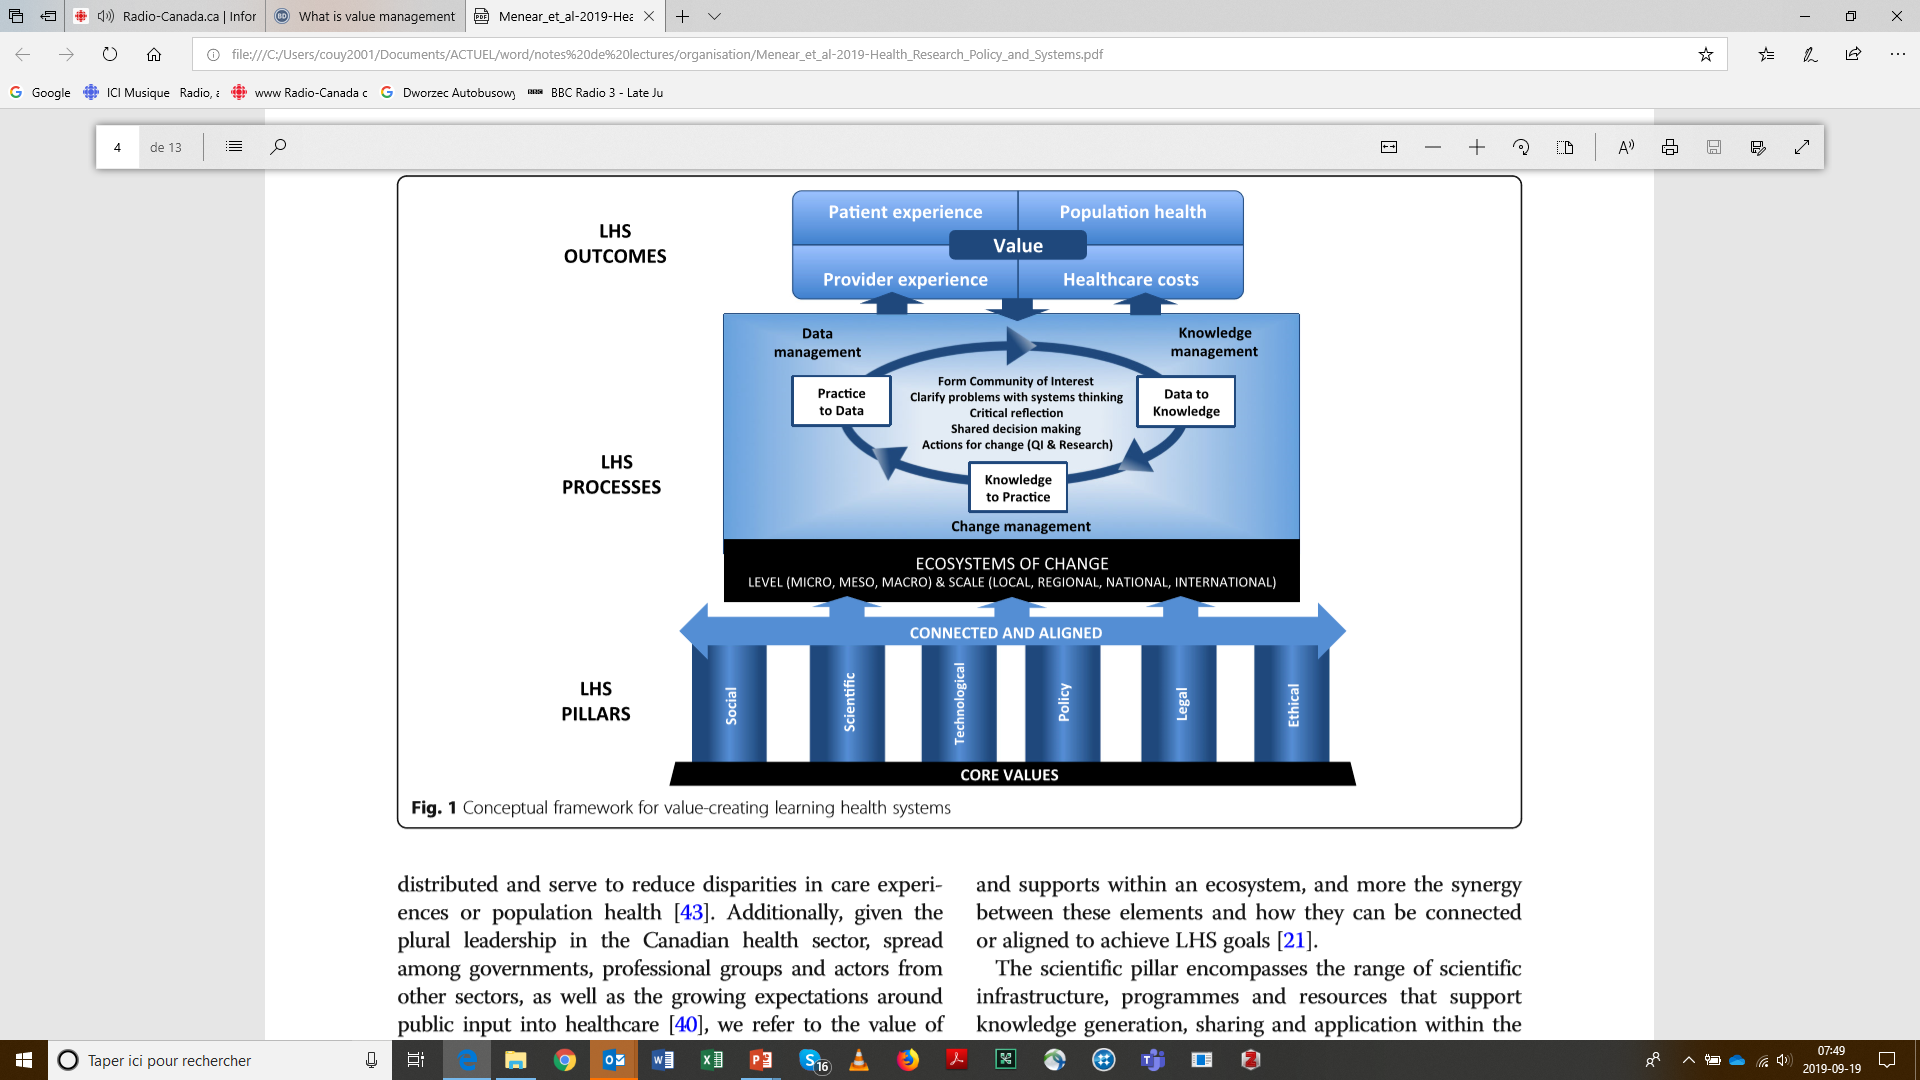 Radio-Canada.ca | Infor
What is value management
Menear_et_al-2019-Hea
file:///C:/Users/couy2001/Documents/ACTUEL/word/notes%20de%20lectures/organisation/Menear_et_al-2019-Health_Research_Policy_and_Systems.pdf
Google
ICI Musique Radio, a
www Radio-Canada c
Dworzec Autobusowy
BBC Radio 3 - Late Ju
4 de 13
LHS
OUTCOMES
Patient experience
Population health
Value
Provider experience
Healthcare costs
LHS
PROCESSES
Data
management
Knowledge
management
Practice
to Data
Form Community of Interest
Clarify problems with systems thinking
Critical reflection
Shared decision making
Actions for change (QI & Research)
Data to
Knowledge
Knowledge
to Practice
Change management
ECOSYSTEMS OF CHANGE
LEVEL (MICRO, MESO, MACRO) & SCALE (LOCAL, REGIONAL, NATIONAL, INTERNATIONAL)
CONNECTED AND ALIGNED
LHS
PILLARS
Social
Scientific
Technological
Policy
Legal
Ethical
CORE VALUES
Fig. 1 Conceptual framework for value-creating learning health systems
distributed and serve to reduce disparities in care experi-
ences or population health [43]. Additionally, given the
plural leadership in the Canadian health sector, spread
among governments, professional groups and actors from
other sectors, as well as the growing expectations around
public input into healthcare [40], we refer to the value of
and supports within an ecosystem, and more the synergy
between these elements and how they can be connected
or aligned to achieve LHS goals [21].
The scientific pillar encompasses the range of scientific
infrastructure, programmes and resources that support
knowledge generation, sharing and application within the
Taper ici pour rechercher
16
07:49
2019-09-19